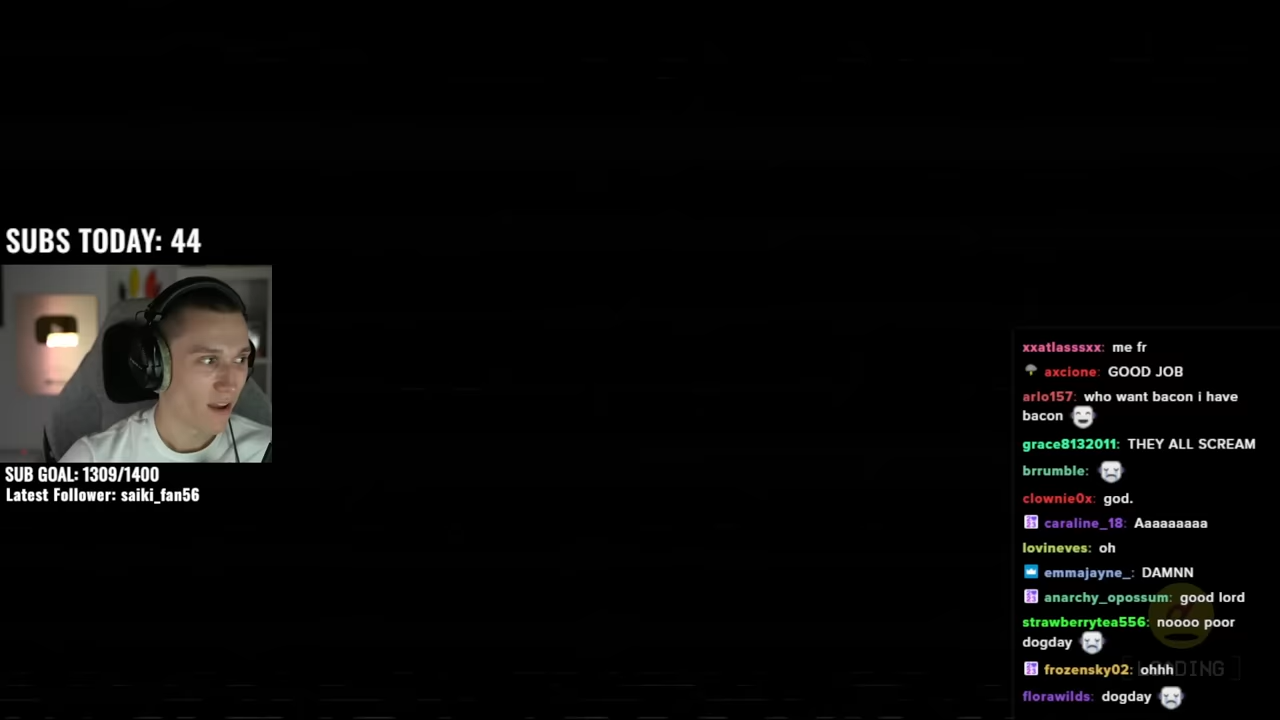 SUBS TODAY: 44
SUB GOAL: 1309/1400
Latest Follower: saiki_fan56
xxatlasssxx: me fr
axcione: GOOD JOB
arlo157: who want bacon i have
bacon
grace8132011: THEY ALL SCREAM
brrumble:
clownie0x: god.
caraline_18: Aaaaaaaaa
lovineves: oh
emmajayne_: DAMNN
anarchy_opossum: good lord
strawberrytea556: noooo poor
dogday
frozensky02: ohhh
LOADING
florawilds: dogday